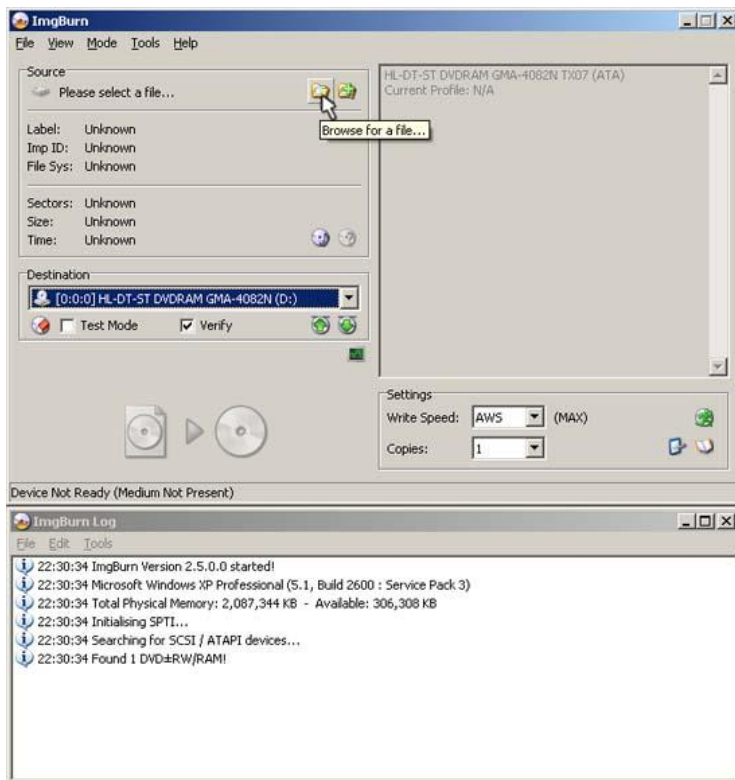 ImgBurn
File View Mode Tools Help
Source
Please select a file...
Browse for a file...
Label: Unknown
Imp ID: Unknown
File Sys: Unknown
Sectors: Unknown
Size: Unknown
Time: Unknown
HL-DT-ST DVDRAM GMA-4082N TX07 (ATA)
Current Profile: N/A
Destination
[0:0:0] HL-DT-ST DVDRAM GMA-4082N (D:)
Test Mode Verify
Settings
Write Speed: AWS (MAX)
Copies: 1
Device Not Ready (Medium Not Present)
ImgBurn Log
File Edit Tools
22:30:34 ImgBurn Version 2.5.0.0 started!
22:30:34 Microsoft Windows XP Professional (5.1, Build 2600 : Service Pack 3)
22:30:34 Total Physical Memory: 2,087,344 KB - Available: 306,308 KB
22:30:34 Initialising SPTI...
22:30:34 Searching for SCSI / ATAPI devices...
22:30:34 Found 1 DVD±RW/RAM!